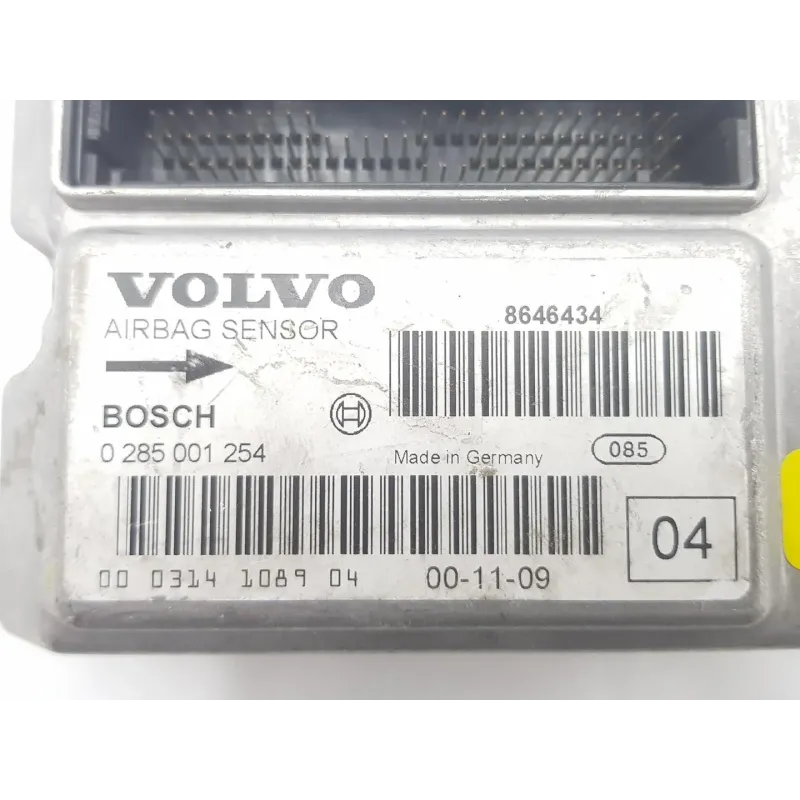 VOLVO
AIRBAG SENSOR
8646434
BOSCH
0 285 001 254
Made in Germany
085
04
00 0314 1089 04
00-11-09